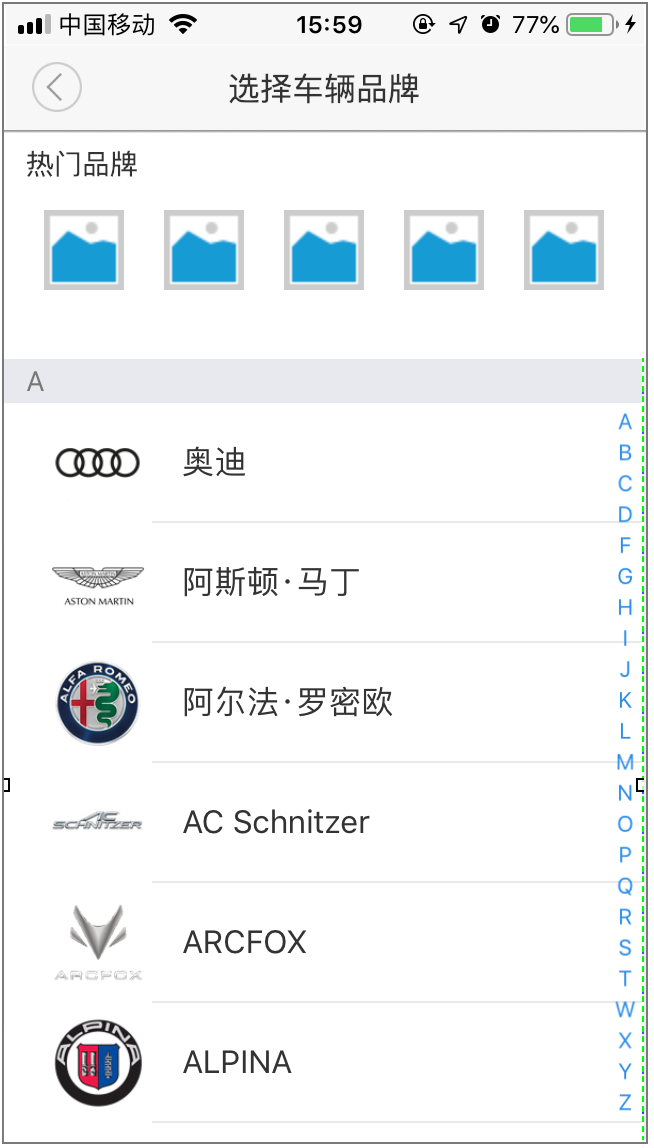 中国移动 15:59 77%
选择车辆品牌
热门品牌
A
奥迪
ASTON MARTIN
阿斯顿·马丁
ALFA ROMEO
阿尔法·罗密欧
AC SCHNITZER
AC Schnitzer
ARCFOX
ARCFOX
ALPINA
ALPINA
A
B
C
D
F
G
H
I
J
K
L
M
N
O
P
Q
R
S
T
W
X
Y
Z